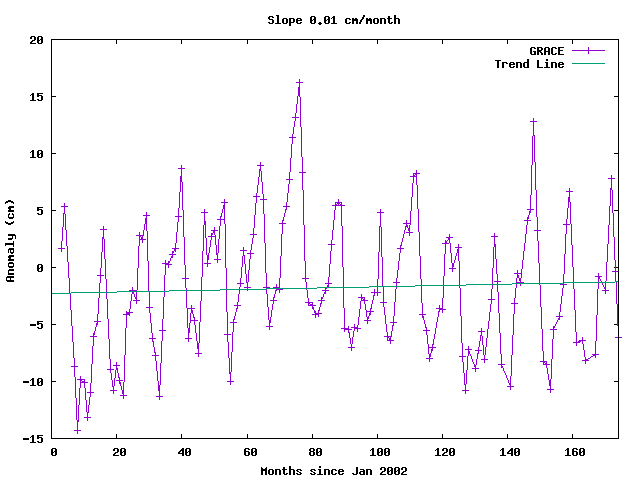 Slope 0.01 cm/month
GRACE
Trend Line
20
15
10
5
0
-5
-10
-15
Anomaly (cm)
0 20 40 60 80 100 120 140 160
Months since Jan 2002